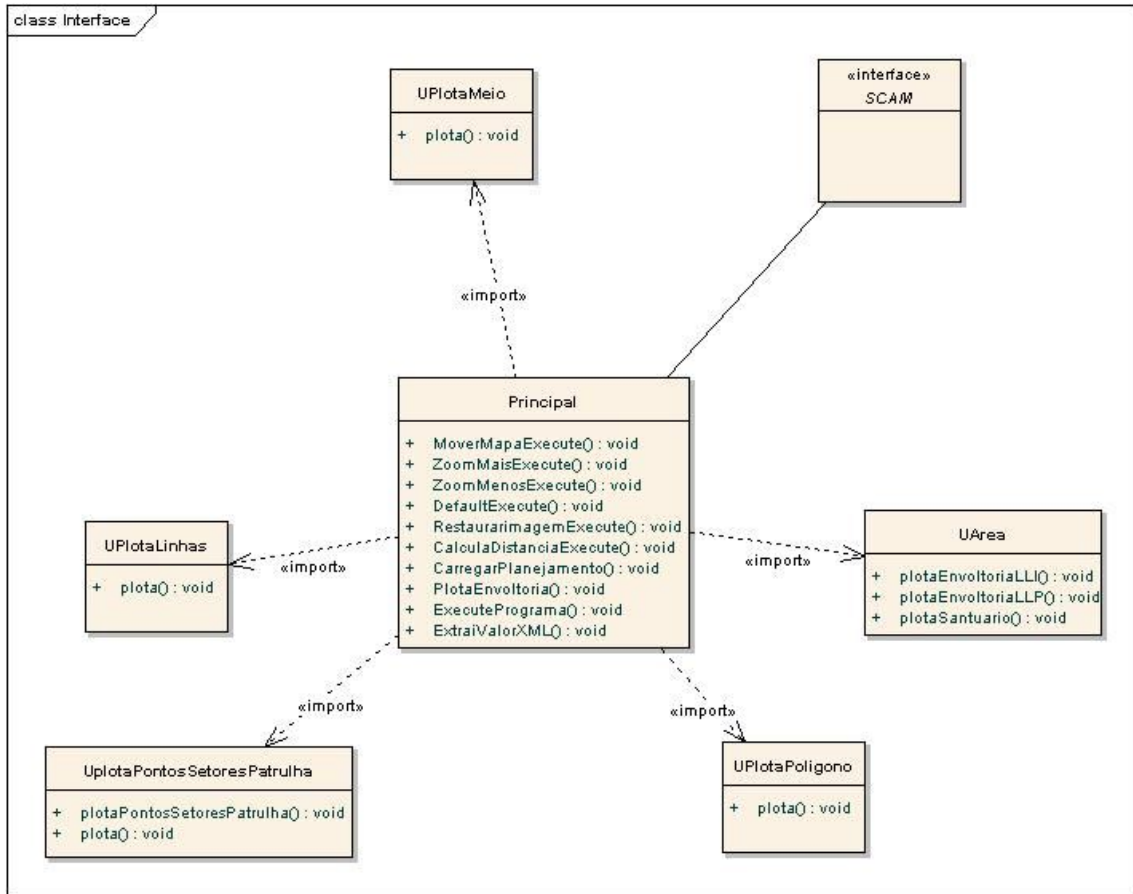 class Interface
UPlotaMeio
+ plota() : void
«interface»
SCAM
«import»
Principal
+ MoverMapaExecute() : void
+ ZoomMaisExecute() : void
+ ZoomMenosExecute() : void
+ DefaultExecute() : void
+ RestaurarimagemExecute() : void
+ CalculaDistanciaExecute() : void
+ CarregarPlanejamento() : void
+ PlotaEnvoltoria() : void
+ ExecutePrograma() : void
+ ExtraiValorXML() : void
UPlotaLinhas
+ plota() : void
«import»
«import»
UArea
+ plotaEnvoltoriaLLI() : void
+ plotaEnvoltoriaLLP() : void
+ plotaSantuario() : void
«import»
«import»
UplotaPontosSetoresPatrulha
+ plotaPontosSetoresPatrulha() : void
+ plota() : void
UPlotaPoligono
+ plota() : void